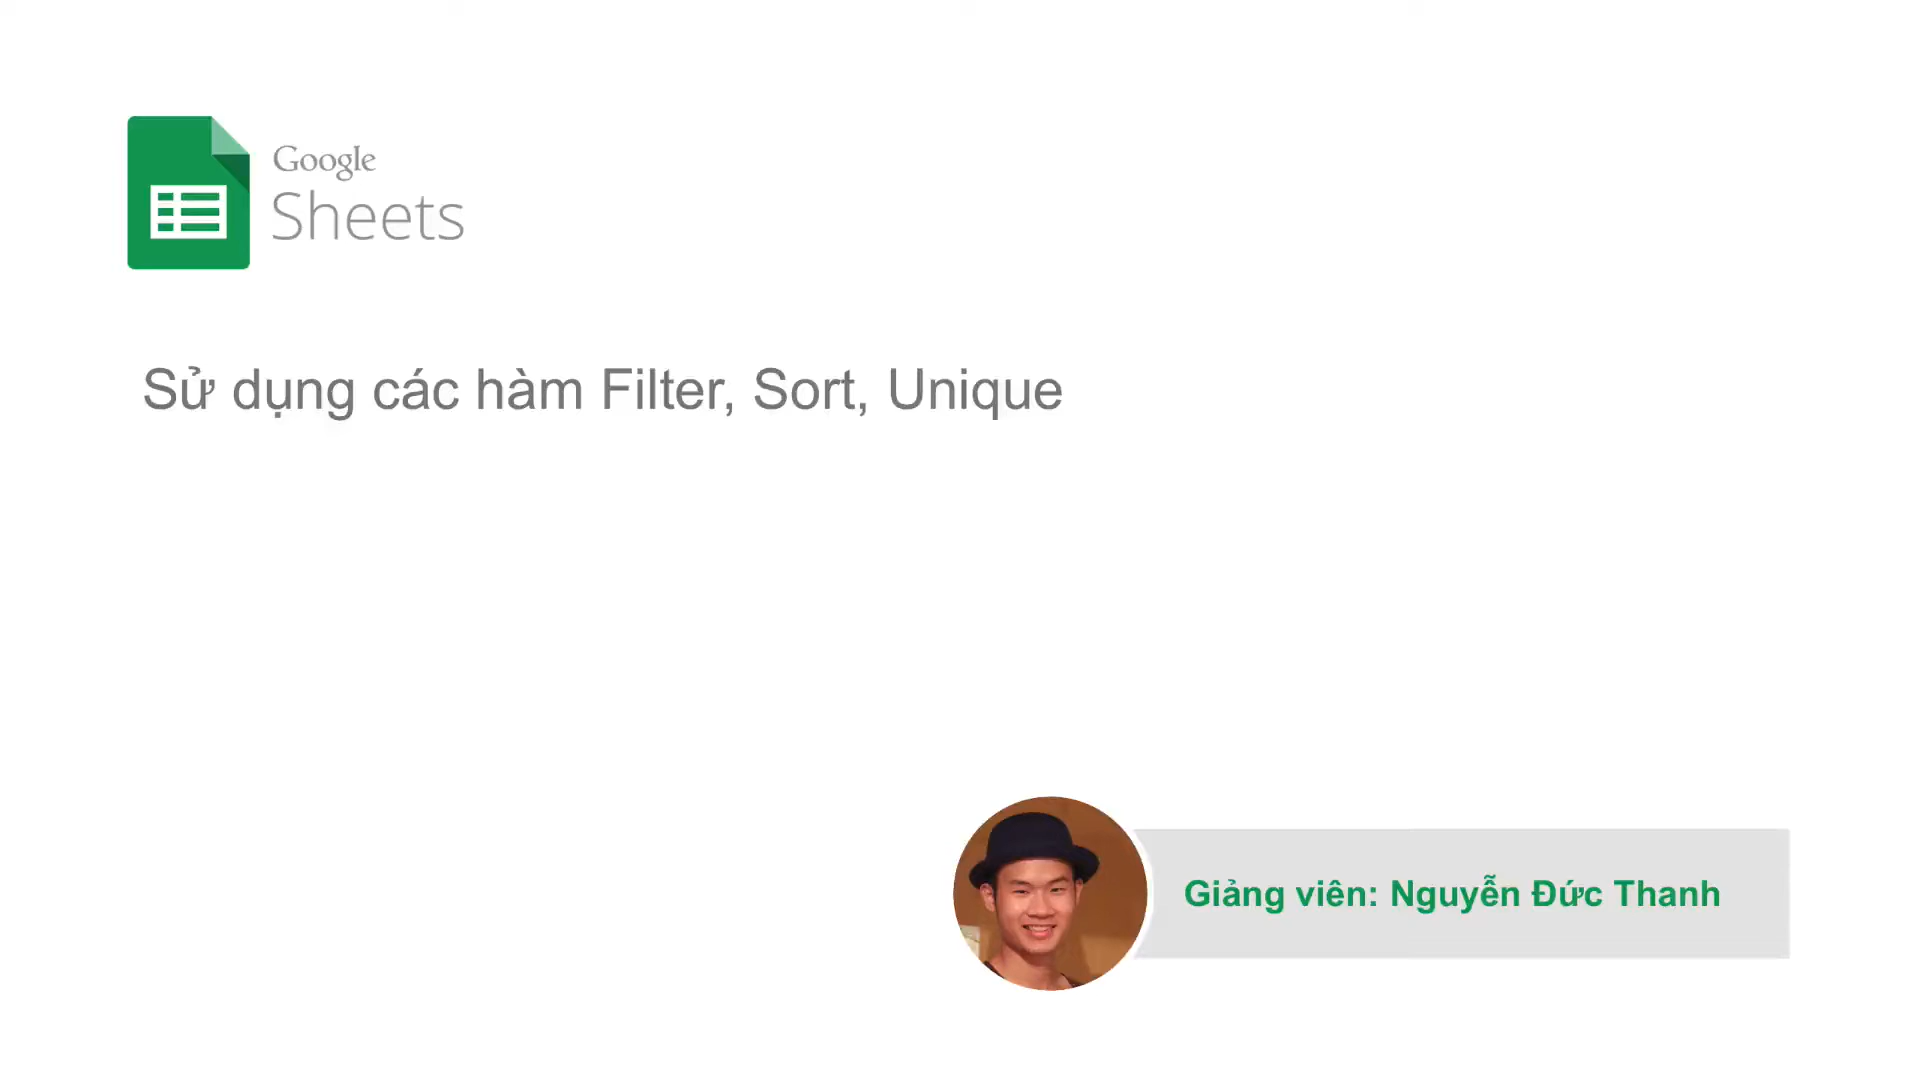 Google
Sheets
Sử dụng các hàm Filter, Sort, Unique
Giảng viên: Nguyễn Đức Thanh